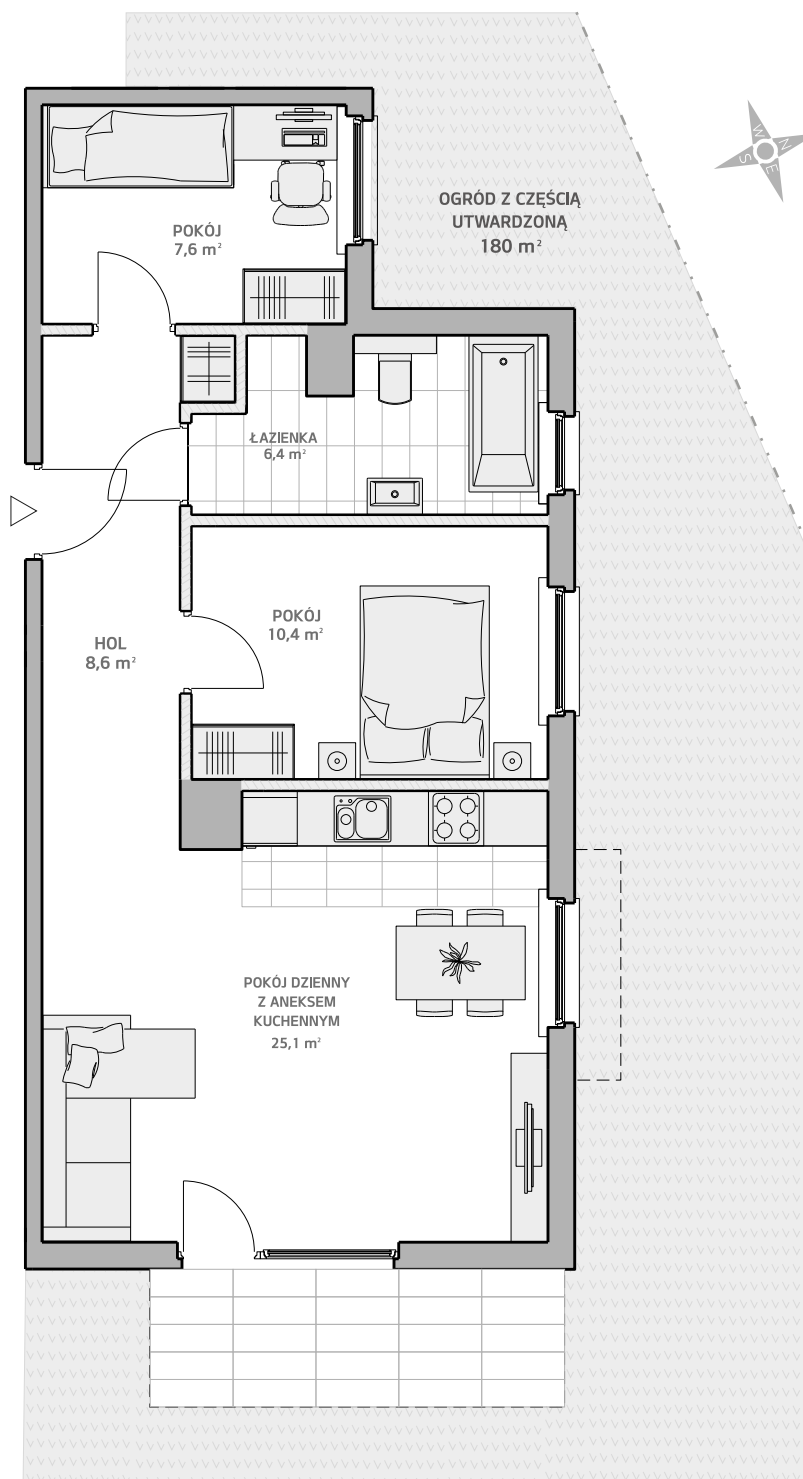 W
N
S
E
OGRÓD Z CZĘŚCIĄ
UTWARDZONĄ
180 m²
POKÓJ
7,6 m²
ŁAZIENKA
6,4 m²
POKÓJ
10,4 m²
HOL
8,6 m²
POKÓJ DZIENNY
Z ANEKSEM
KUCHENNYM
25,1 m²